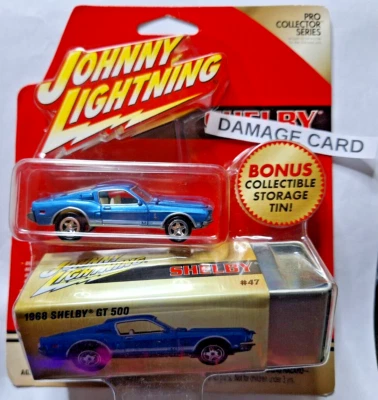 PRO
COLLECTOR
SERIES
JOHNNY
LIGHTNING
SHELBY
DAMAGE CARD
BONUS
COLLECTIBLE
STORAGE
TIN!
JOHNNY
LIGHTNING
SHELBY
#47
1968 SHELBY® GT 500